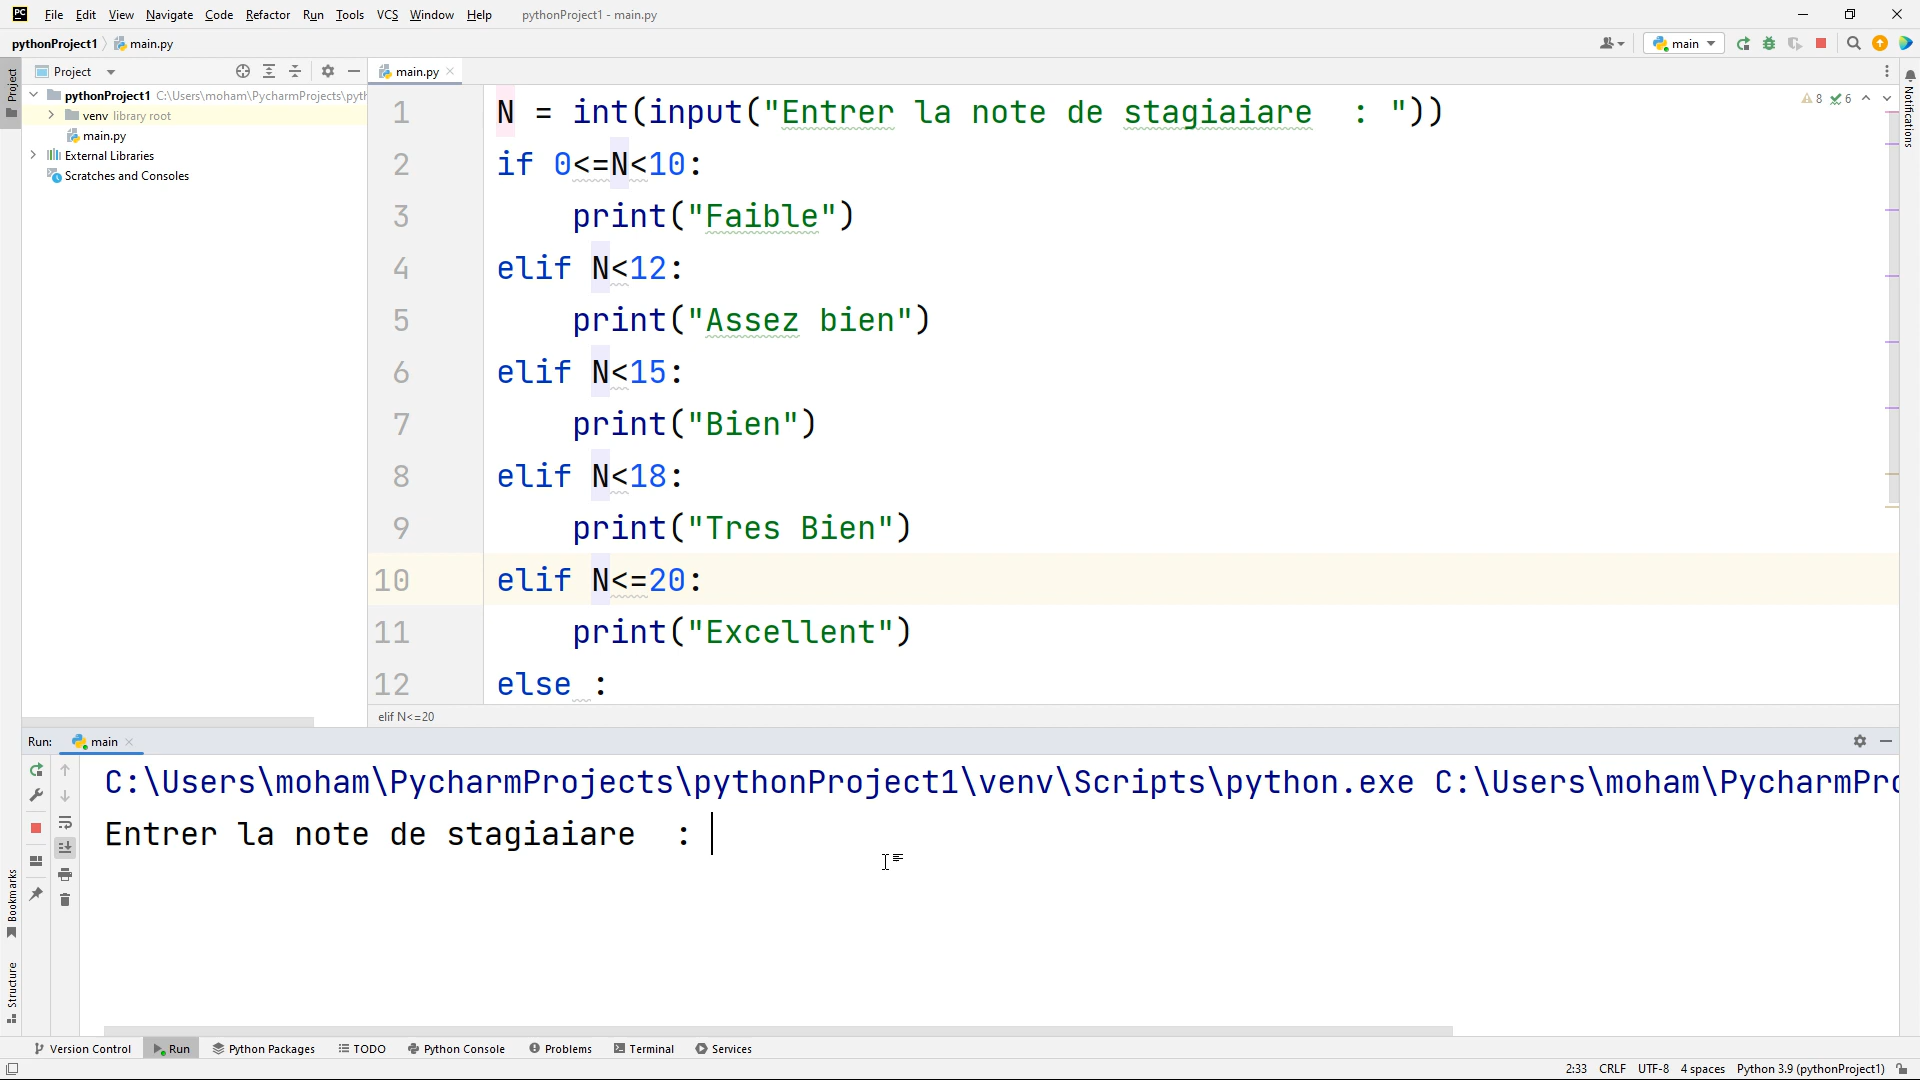 PC File Edit View Navigate Code Refactor Run Tools VCS Window Help pythonProject1 - main.py
pythonProject1 main.py main
Project main.py
pythonProject1 C:\Users\moham\PycharmProjects\pyth
venv library root
main.py
External Libraries
Scratches and Consoles
Project
Bookmarks
Structure
Notifications
8 6
1 N = int(input("Entrer la note de stagiaiare  : "))
2 if 0<=N<10:
3 print("Faible")
4 elif N<12:
5 print("Assez bien")
6 elif N<15:
7 print("Bien")
8 elif N<18:
9 print("Tres Bien")
10 elif N<=20:
11 print("Excellent")
12 else :
elif N<=20
Run: main
C:\Users\moham\PycharmProjects\pythonProject1\venv\Scripts\python.exe C:\Users\moham\PycharmPro
Entrer la note de stagiaiare  :
Version Control Run Python Packages TODO Python Console Problems Terminal Services
2:33 CRLF UTF-8 4 spaces Python 3.9 (pythonProject1)